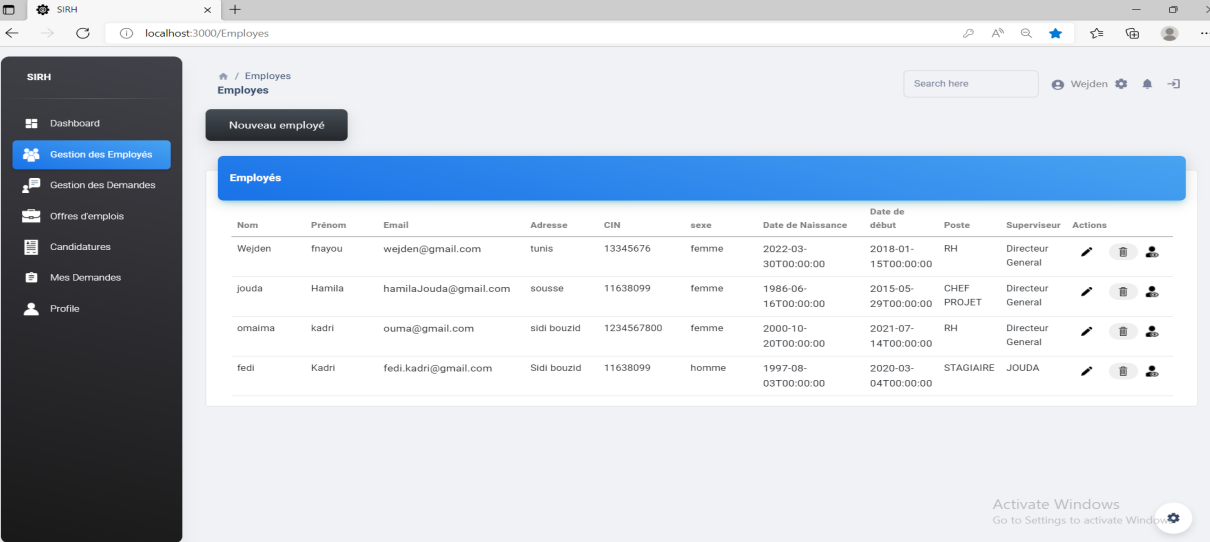 SIRH
localhost:3000/Employes
SIRH
/ Employes
Employes
Search here
Wejden
Dashboard
Gestion des Employés
Gestion des Demandes
Offres d'emplois
Candidatures
Mes Demandes
Profile
Nouveau employé
Employés
Nom Prénom Email Adresse CIN sexe Date de Naissance Date de début Poste Superviseur Actions
Wejden fnayou wejden@gmail.com tunis 13345676 femme 2022-03-30T00:00:00 2018-01-15T00:00:00 RH Directeur General
jouda Hamila hamilaJouda@gmail.com sousse 11638099 femme 1986-06-16T00:00:00 2015-05-29T00:00:00 CHEF PROJET Directeur General
omaima kadri ouma@gmail.com sidi bouzid 1234567800 femme 2000-10-20T00:00:00 2021-07-14T00:00:00 RH Directeur General
fedi Kadri fedi.kadri@gmail.com Sidi bouzid 11638099 homme 1997-08-03T00:00:00 2020-03-04T00:00:00 STAGIAIRE JOUDA
Activate Windows
Go to Settings to activate Windows